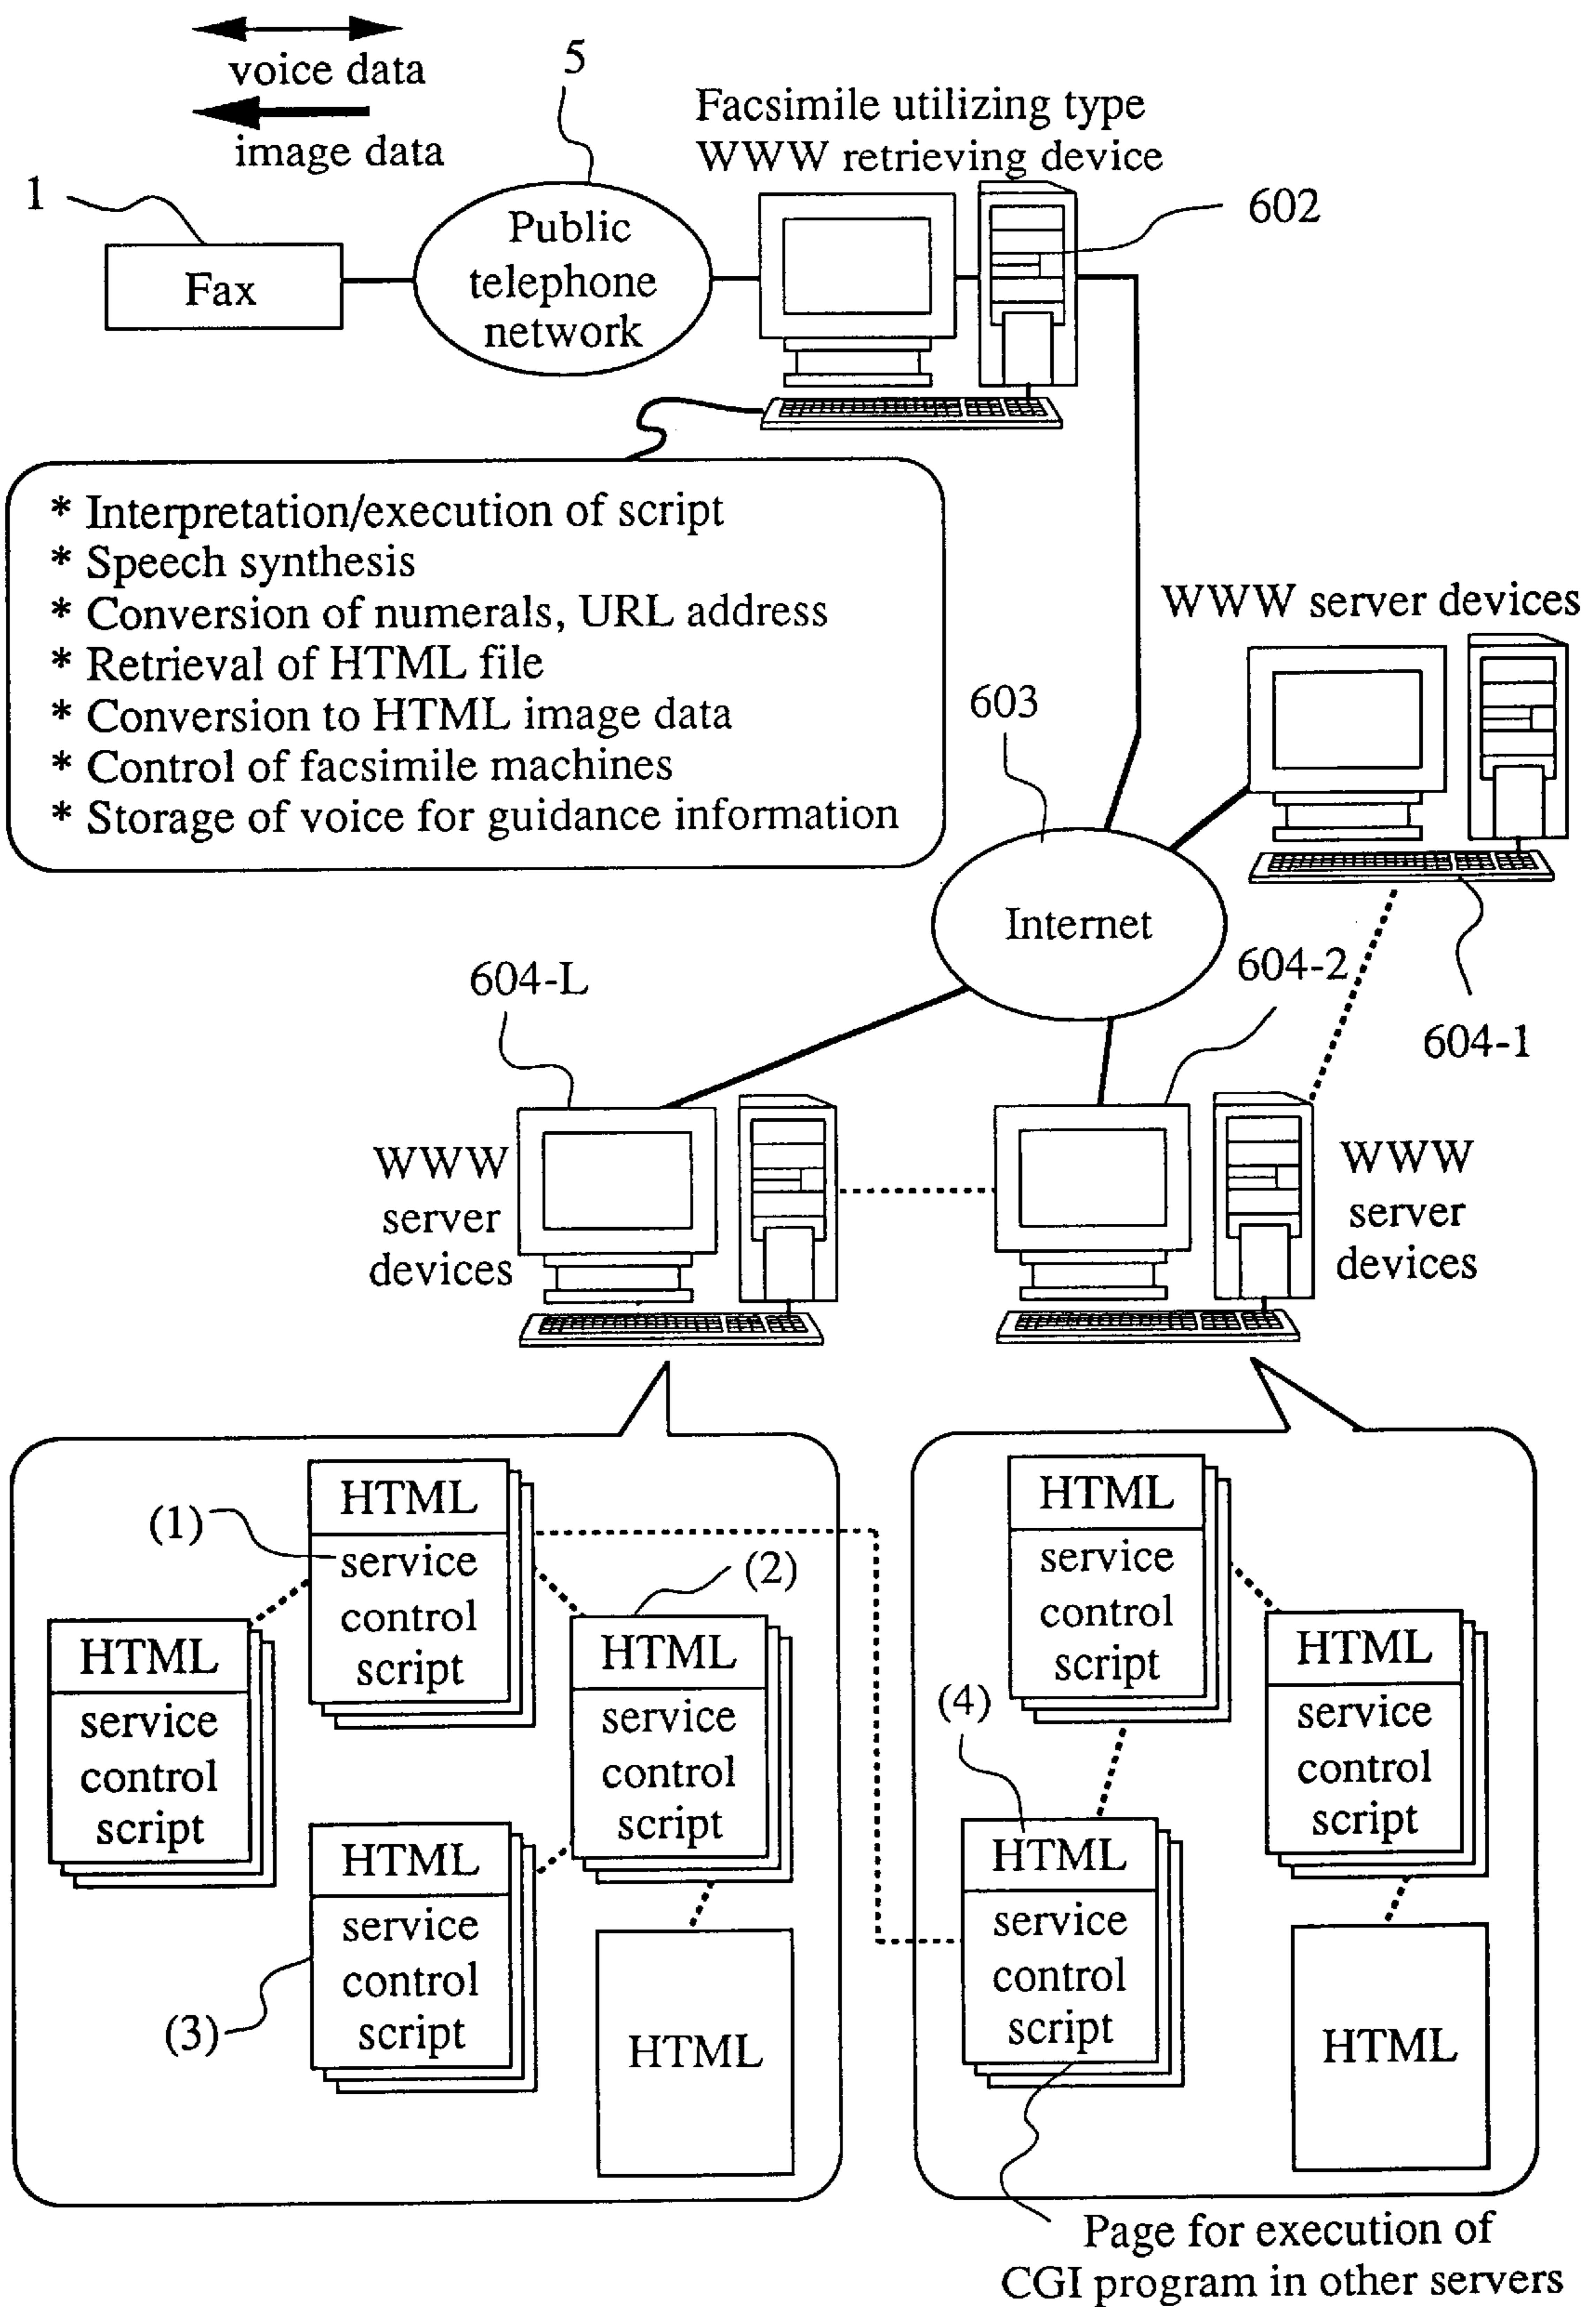 voice data
image data
5
Facsimile utilizing type
WWW retrieving device
1
602
Fax
Public
telephone
network
* Interpretation/execution of script
* Speech synthesis
* Conversion of numerals, URL address
* Retrieval of HTML file
* Conversion to HTML image data
* Control of facsimile machines
* Storage of voice for guidance information
WWW server devices
603
Internet
604-L
604-2
604-1
WWW
server
devices
WWW
server
devices
HTML
service
control
script
(1)
(2)
HTML
service
control
script
HTML
service
control
script
HTML
service
control
script
(3)
HTML
HTML
service
control
script
HTML
service
control
script
(4)
HTML
service
control
script
HTML
Page for execution of
CGI program in other servers